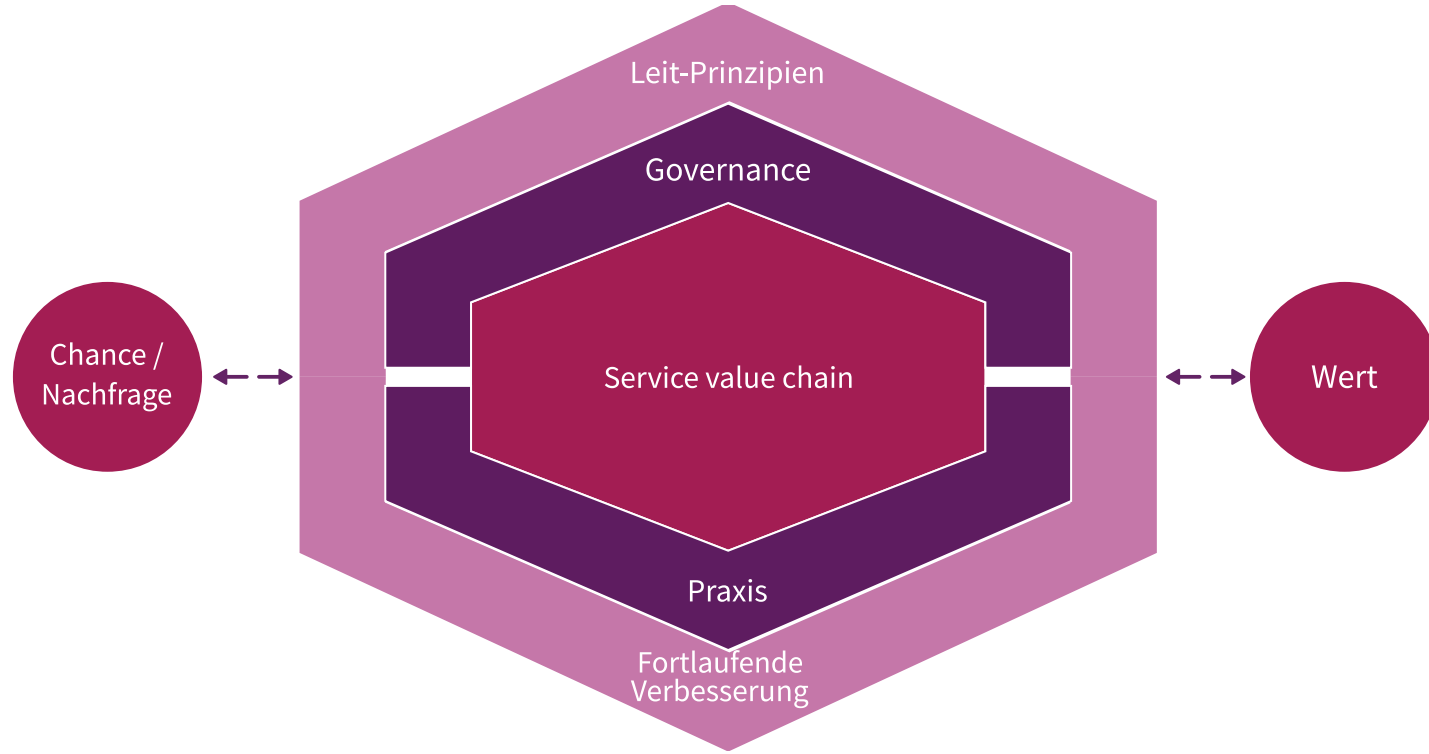 Leit-Prinzipien
Governance
Chance /
Nachfrage
Service value chain
Wert
Praxis
Fortlaufende
Verbesserung